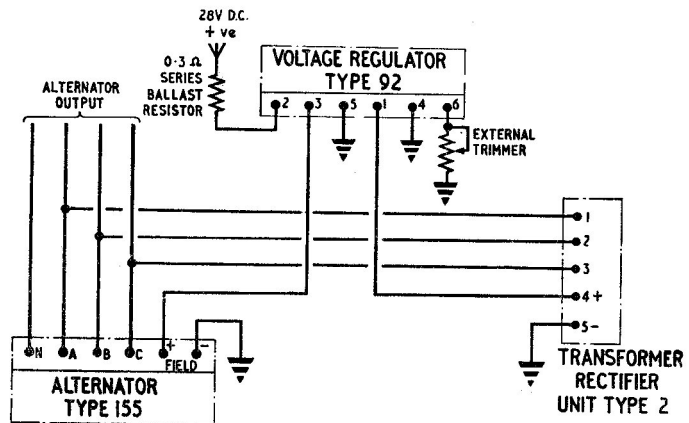 28V D.C.
+ ve
0·3 Ω
SERIES
BALLAST
RESISTOR
ALTERNATOR
OUTPUT
VOLTAGE REGULATOR
TYPE 92
2 3 5 1 4 6
EXTERNAL
TRIMMER
1
2
3
4+
5-
TRANSFORMER
RECTIFIER
UNIT TYPE 2
N A B C + -
FIELD
ALTERNATOR
TYPE 155